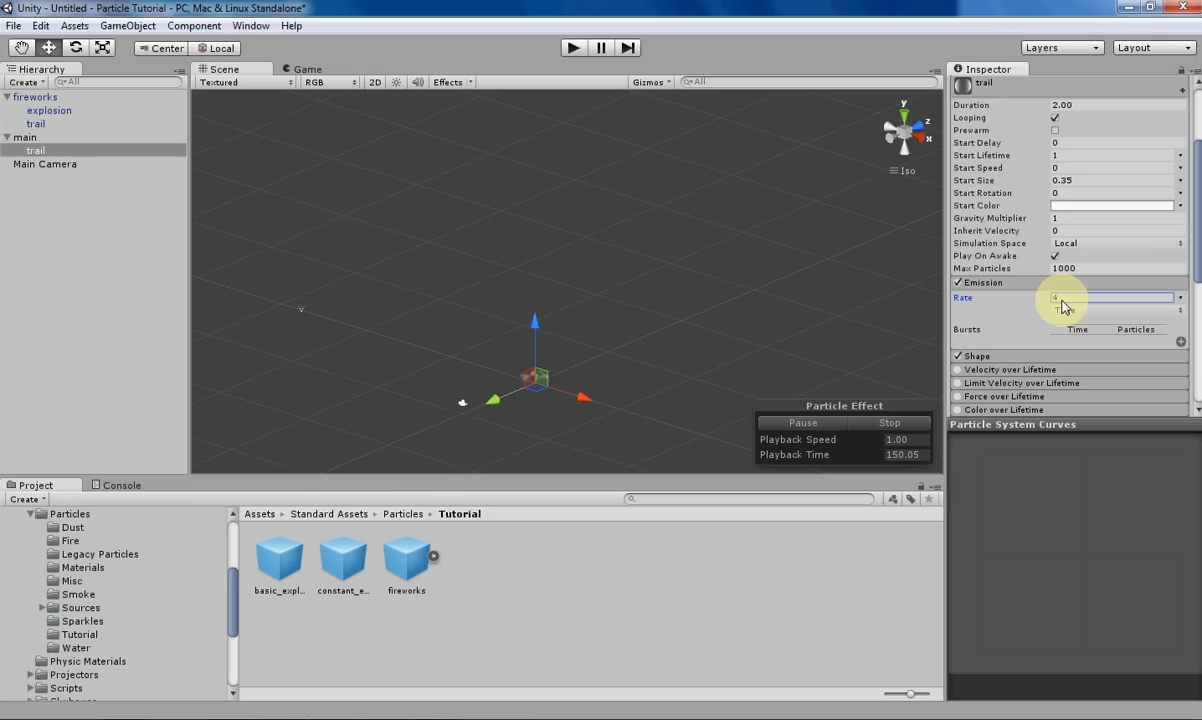 Unity - Untitled - Particle Tutorial - PC, Mac & Linux Standalone*
File Edit Assets GameObject Component Window Help
Center Local Layers Layout
Hierarchy
Create All
fireworks
explosion
trail
main
trail
Main Camera
Scene Game
Textured RGB 2D Effects Gizmos All
y
z
x
Iso
Particle Effect
Pause Stop
Playback Speed 1.00
Playback Time 150.05
Inspector
trail
Duration 2.00
Looping
Prewarm
Start Delay 0
Start Lifetime 1
Start Speed 0
Start Size 0.35
Start Rotation 0
Start Color
Gravity Multiplier 1
Inherit Velocity 0
Simulation Space Local
Play On Awake
Max Particles 1000
Emission
Rate 4
Bursts Time Particles
Shape
Velocity over Lifetime
Limit Velocity over Lifetime
Force over Lifetime
Color over Lifetime
Particle System Curves
Project Console
Create
Particles
Dust
Fire
Legacy Particles
Materials
Misc
Smoke
Sources
Sparkles
Tutorial
Water
Physic Materials
Projectors
Scripts
Assets Standard Assets Particles Tutorial
basic_expl... constant_e... fireworks